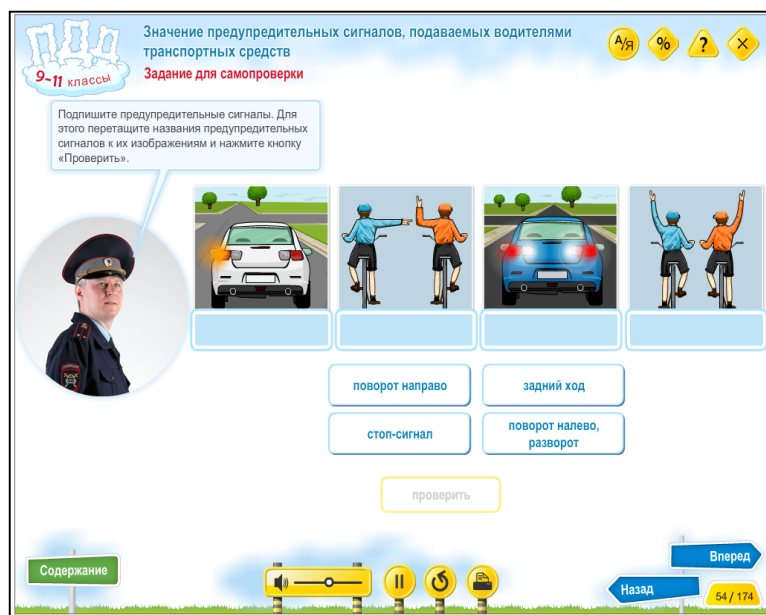 ПДД
9-11 классы
Значение предупредительных сигналов, подаваемых водителями
транспортных средств
Задание для самопроверки
А/Я
%
?
×
Подпишите предупредительные сигналы. Для
этого перетащите названия предупредительных
сигналов к их изображениям и нажмите кнопку
«Проверить».
поворот направо
задний ход
стоп-сигнал
поворот налево,
разворот
проверить
Содержание
Вперед
Назад
54 / 174